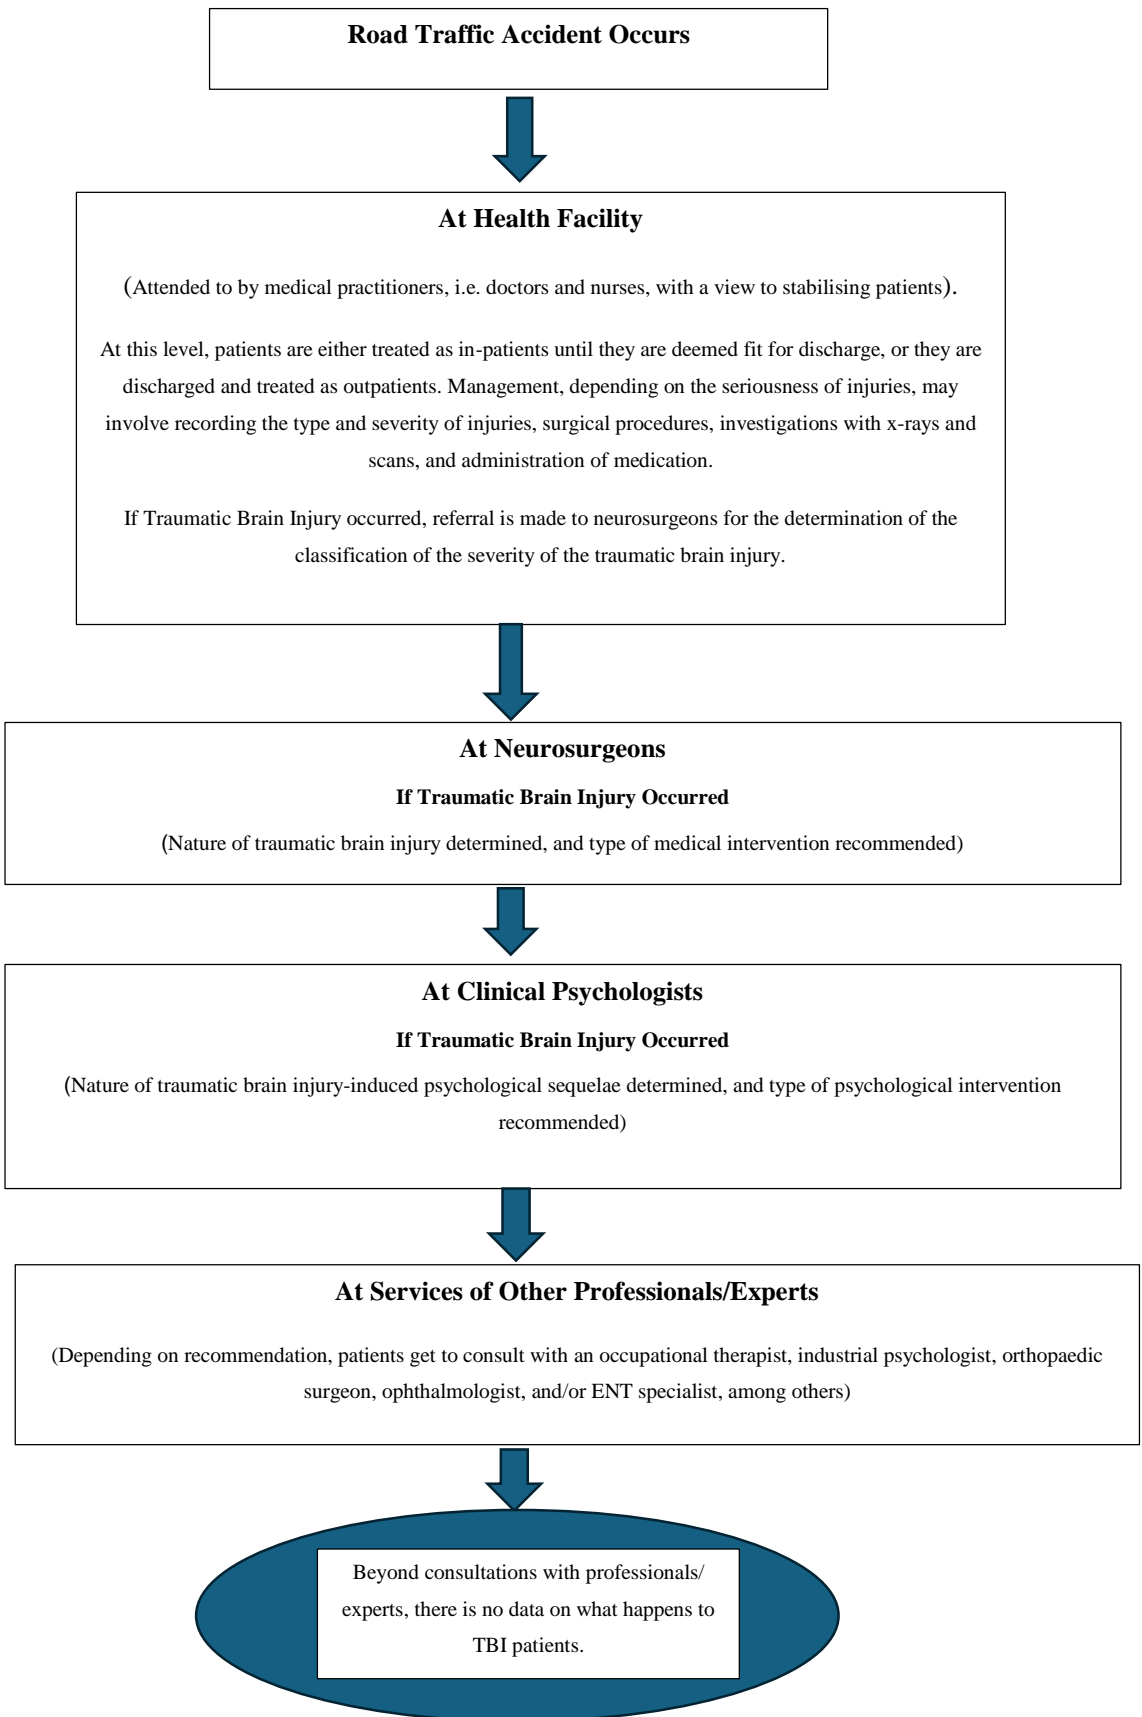 Road Traffic Accident Occurs
At Health Facility
(Attended to by medical practitioners, i.e. doctors and nurses, with a view to stabilising patients).
At this level, patients are either treated as in-patients until they are deemed fit for discharge, or they are
discharged and treated as outpatients. Management, depending on the seriousness of injuries, may
involve recording the type and severity of injuries, surgical procedures, investigations with x-rays and
scans, and administration of medication.
If Traumatic Brain Injury occurred, referral is made to neurosurgeons for the determination of the
classification of the severity of the traumatic brain injury.
At Neurosurgeons
If Traumatic Brain Injury Occurred
(Nature of traumatic brain injury determined, and type of medical intervention recommended)
At Clinical Psychologists
If Traumatic Brain Injury Occurred
(Nature of traumatic brain injury-induced psychological sequelae determined, and type of psychological intervention
recommended)
At Services of Other Professionals/Experts
(Depending on recommendation, patients get to consult with an occupational therapist, industrial psychologist, orthopaedic
surgeon, ophthalmologist, and/or ENT specialist, among others)
Beyond consultations with professionals/
experts, there is no data on what happens to
TBI patients.